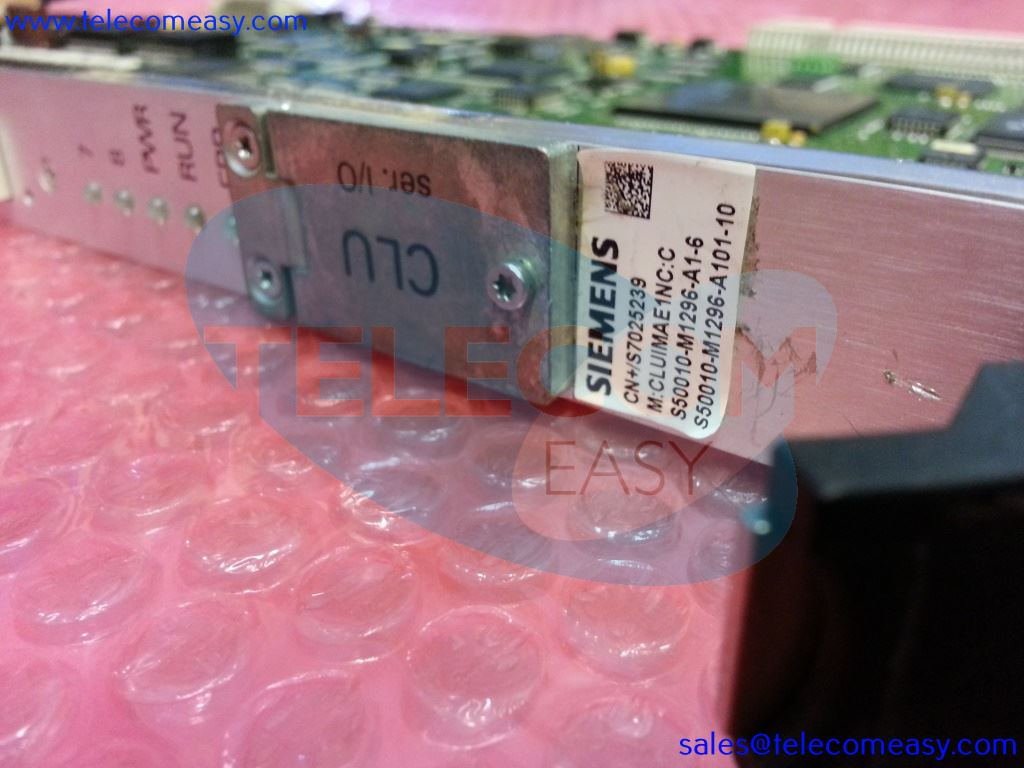 www.telecomeasy.com
7
8
PWR
RUN
ser. I/O
CLU
SIEMENS
CN+/S7025239
M:CLUIMAE1NC:C
S50010-M1296-A1-6
S50010-M1296-A101-10
TELECOM
EASY
sales@telecomeasy.com